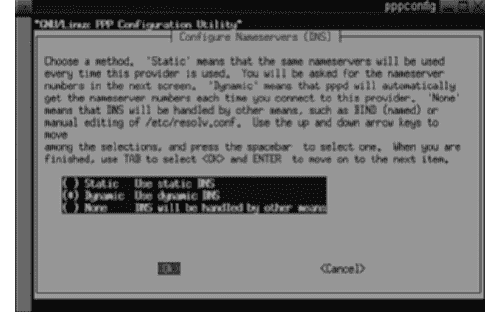 pppconfig
"GNU/Linux PPP Configuration Utility"
Configure Nameservers (DNS)
Choose a method. 'Static' means that the same nameservers will be used
every time this provider is used. You will be asked for the nameserver
numbers in the next screen. 'Dynamic' means that pppd will automatically
get the nameserver numbers each time you connect to this provider. 'None'
means that DNS will be handled by other means, such as BIND (named) or
manual editing of /etc/resolv.conf. Use the up and down arrow keys to
move
among the selections, and press the spacebar to select one. When you are
finished, use TAB to select <OK> and ENTER to move on to the next item.
( ) Static Use static DNS
(*) Dynamic Use dynamic DNS
( ) None DNS will be handled by other means
<Ok>
<Cancel>